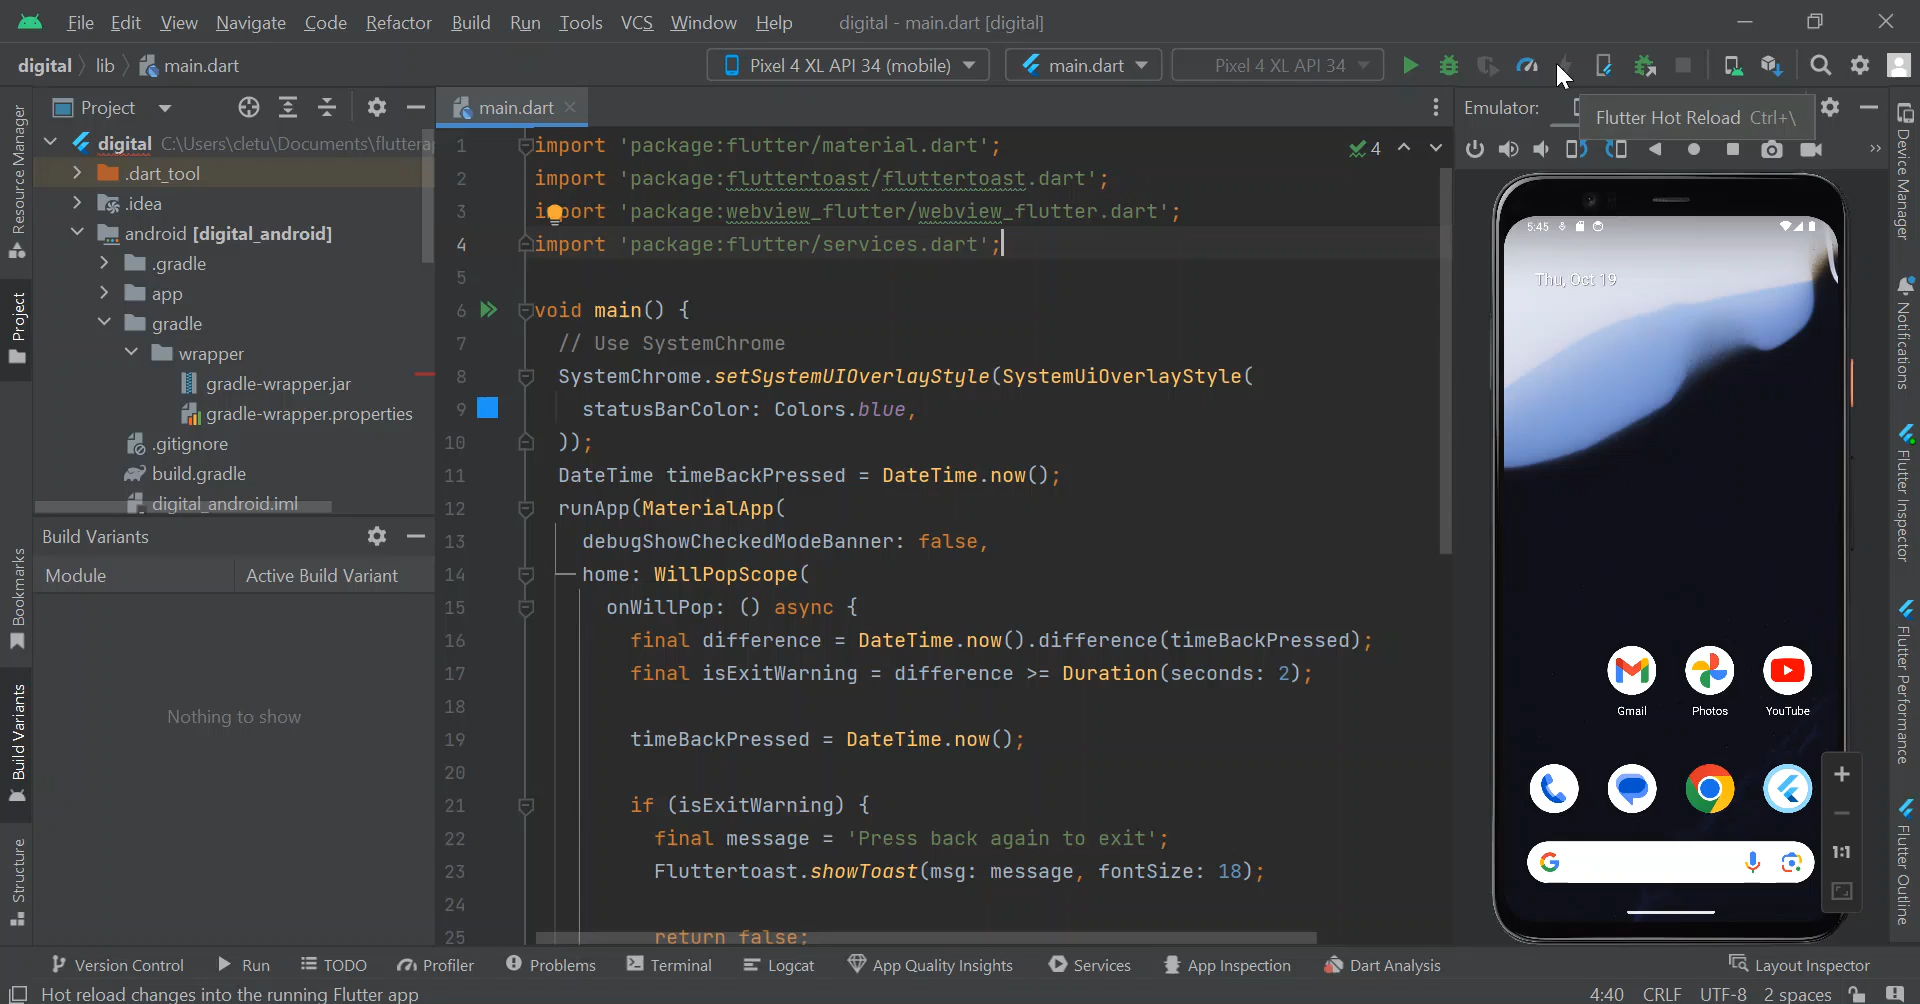 File Edit View Navigate Code Refactor Build Run Tools VCS Window Help digital - main.dart [digital]
digital lib main.dart Pixel 4 XL API 34 (mobile) main.dart Pixel 4 XL API 34
Project main.dart Emulator: Flutter Hot Reload Ctrl+\
digital C:\Users\cletu\Documents\fluttera
.dart_tool
.idea
android [digital_android]
.gradle
app
gradle
wrapper
gradle-wrapper.jar
gradle-wrapper.properties
.gitignore
build.gradle
digital_android.iml
Build Variants
Module Active Build Variant
Nothing to show
Resource Manager
Project
Bookmarks
Build Variants
Structure
4
1 import 'package:flutter/material.dart';
2 import 'package:fluttertoast/fluttertoast.dart';
3 import 'package:webview_flutter/webview_flutter.dart';
4 import 'package:flutter/services.dart';
5
6 void main() {
7 // Use SystemChrome
8 SystemChrome.setSystemUIOverlayStyle(SystemUiOverlayStyle(
9 statusBarColor: Colors.blue,
10 ));
11 DateTime timeBackPressed = DateTime.now();
12 runApp(MaterialApp(
13 debugShowCheckedModeBanner: false,
14 home: WillPopScope(
15 onWillPop: () async {
16 final difference = DateTime.now().difference(timeBackPressed);
17 final isExitWarning = difference >= Duration(seconds: 2);
18
19 timeBackPressed = DateTime.now();
20
21 if (isExitWarning) {
22 final message = 'Press back again to exit';
23 Fluttertoast.showToast(msg: message, fontSize: 18);
24
25 return false;
5:45
Thu, Oct 19
Gmail Photos YouTube
1:1
Device Manager
Notifications
Flutter Inspector
Flutter Performance
Flutter Outline
Version Control Run TODO Profiler Problems Terminal Logcat App Quality Insights Services App Inspection Dart Analysis Layout Inspector
Hot reload changes into the running Flutter app 4:40 CRLF UTF-8 2 spaces